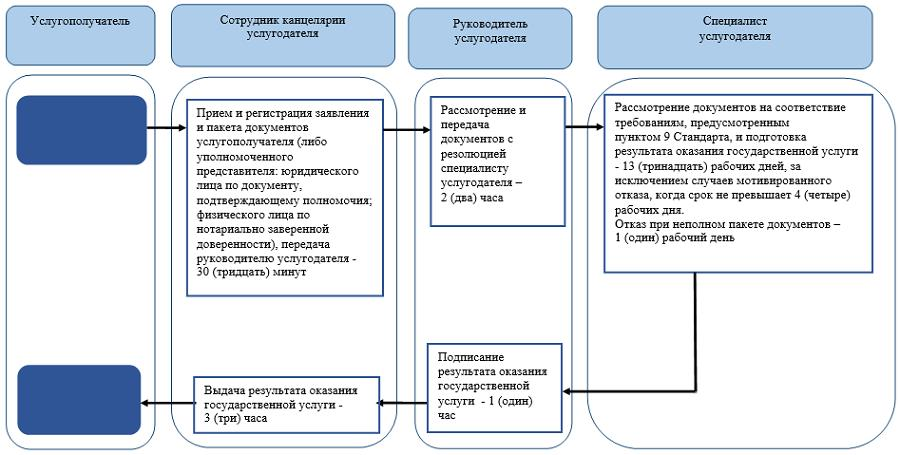 Услугополучатель
Сотрудник канцелярии
услугодателя
Руководитель
услугодателя
Специалист
услугодателя
Прием и регистрация заявления
и пакета документов
услугополучателя (либо
уполномоченного
представителя: юридического
лица по документу,
подтверждающему полномочия;
физического лица по
нотариально заверенной
доверенности), передача
руководителю услугодателя -
30 (тридцать) минут
Рассмотрение и
передача
документов с
резолюцией
специалисту
услугодателя –
2 (два) часа
Рассмотрение документов на соответствие
требованиям, предусмотренным
пунктом 9 Стандарта, и подготовка
результата оказания государственной услуги
- 13 (тринадцать) рабочих дней, за
исключением случаев мотивированного
отказа, когда срок не превышает 4 (четыре)
рабочих дня.
Отказ при неполном пакете документов –
1 (один) рабочий день
Подписание
результата оказания
государственной
услуги - 1 (один)
час
Выдача результата оказания
государственной услуги -
3 (три) часа